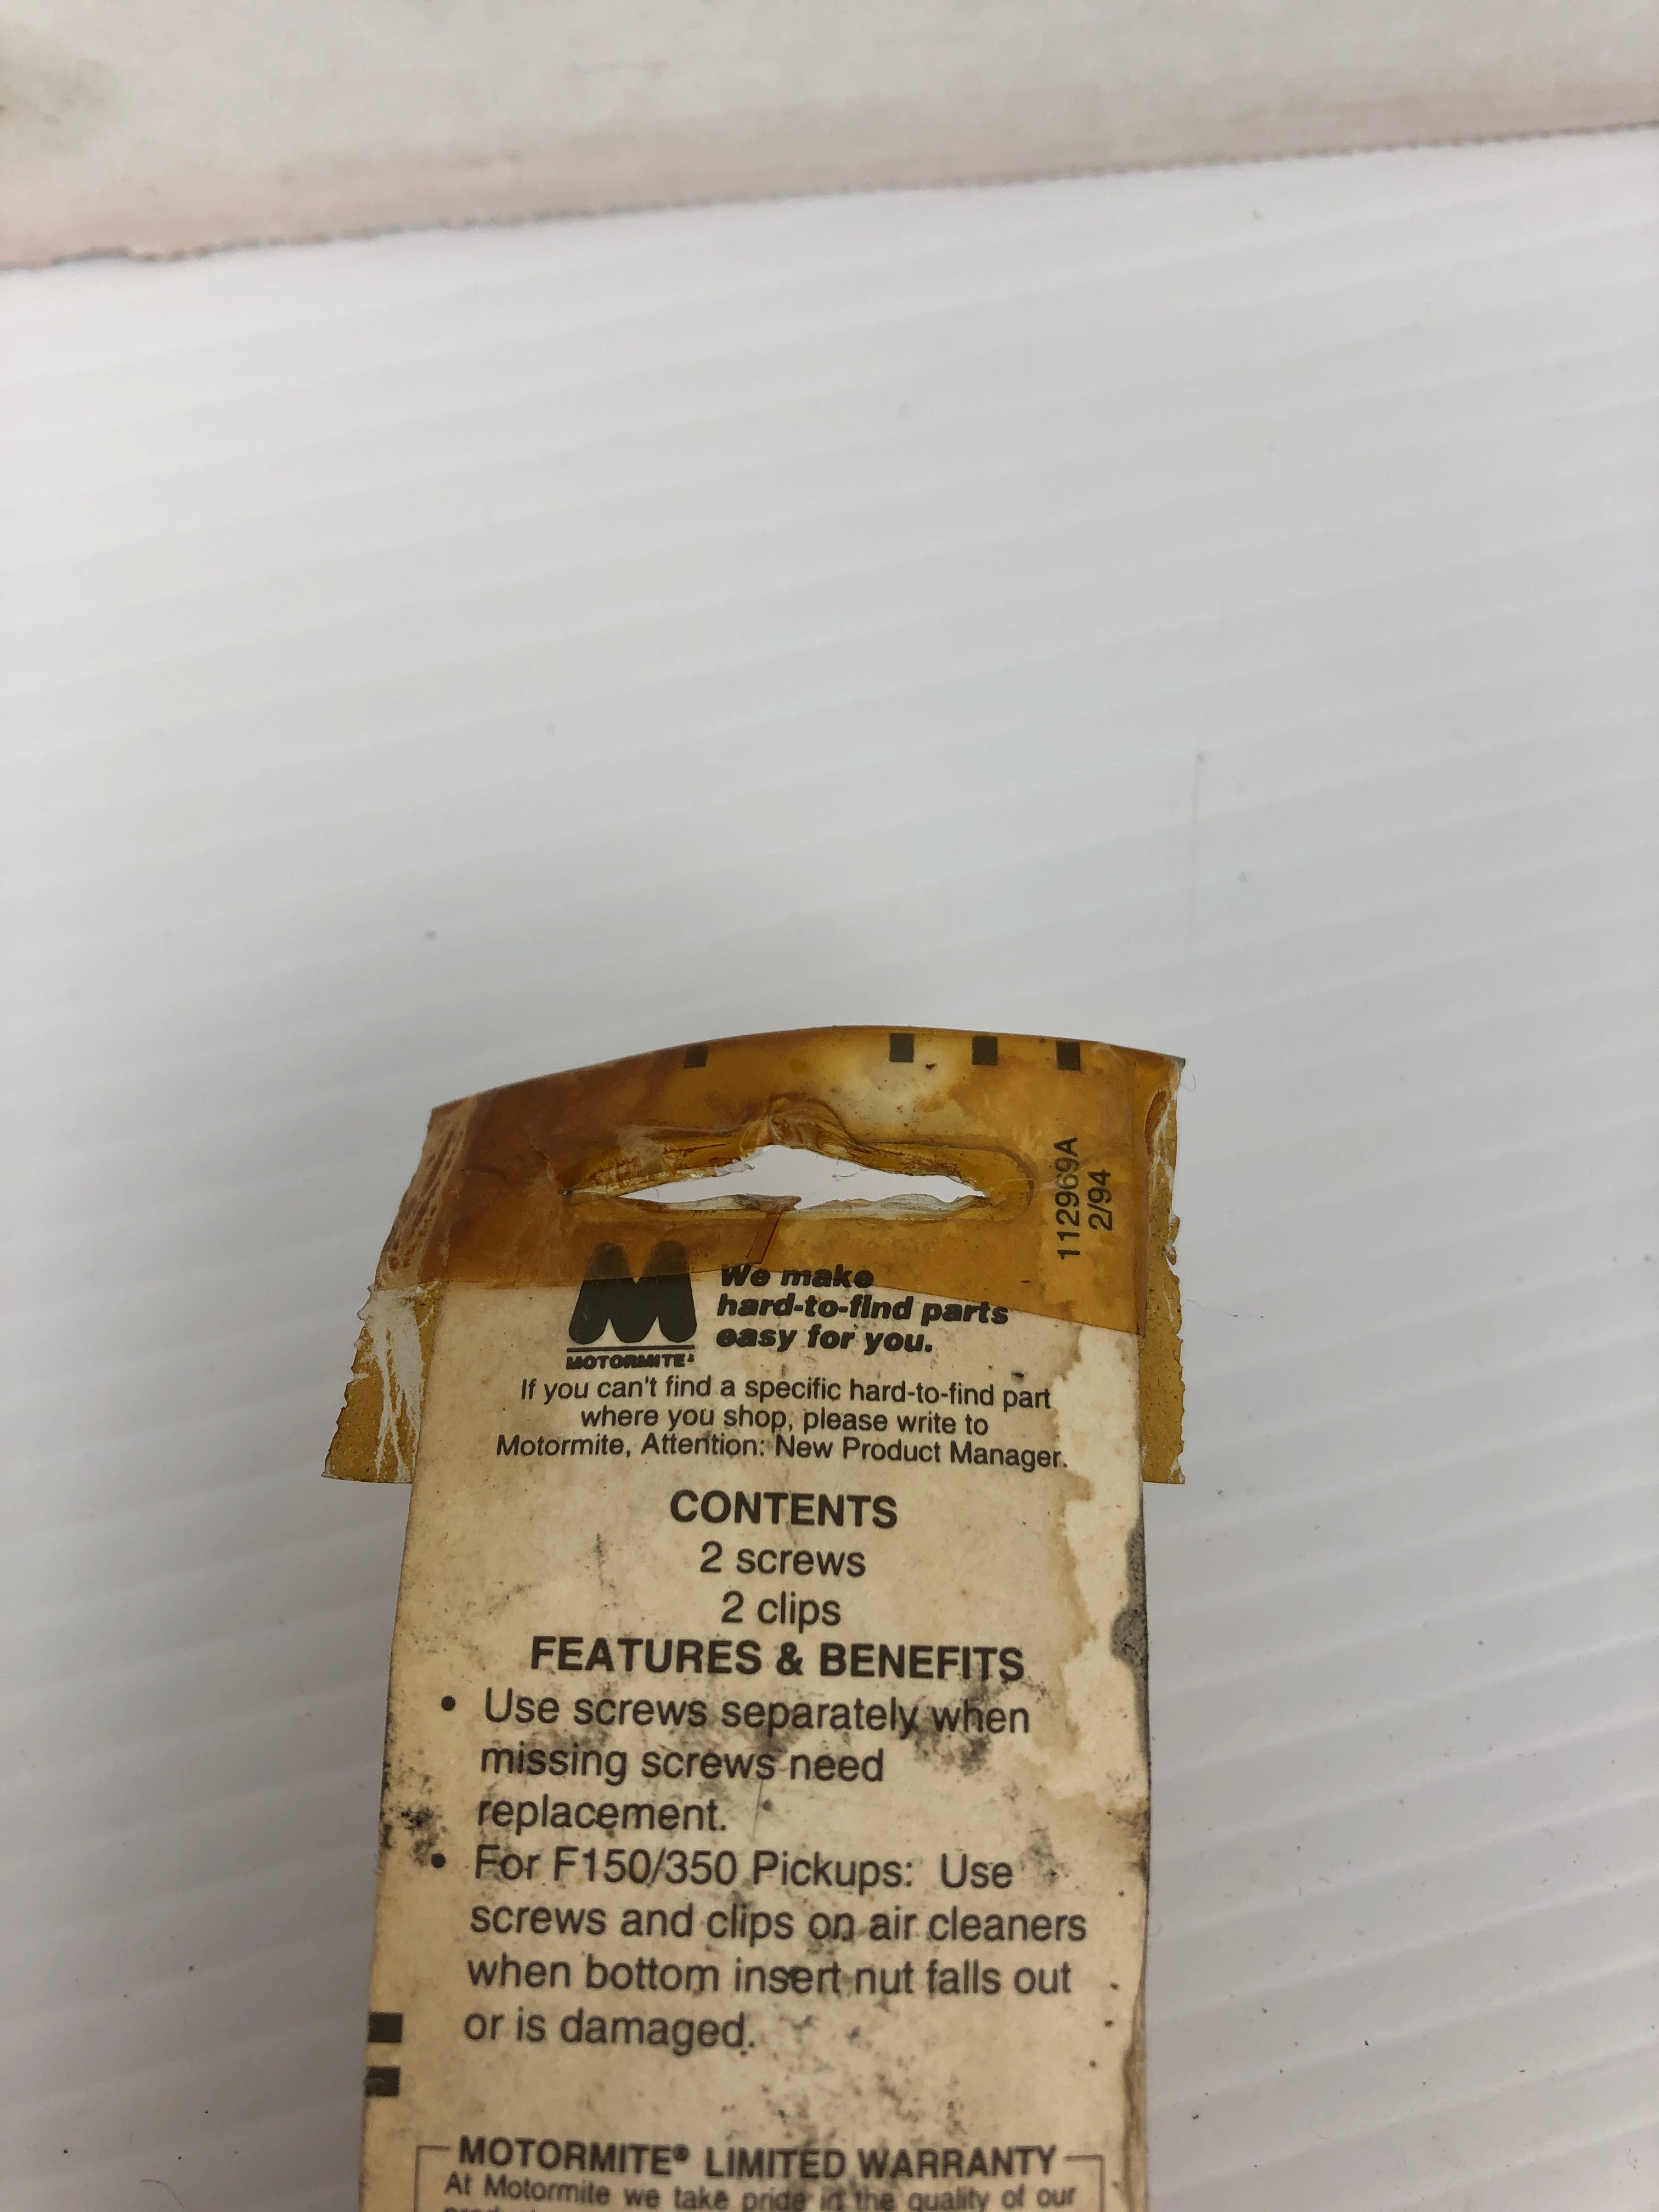 112969A
2/94
We make
hard-to-find parts
easy for you.
MOTORMITE®
If you can't find a specific hard-to-find part
where you shop, please write to
Motormite, Attention: New Product Manager.
CONTENTS
2 screws
2 clips
FEATURES & BENEFITS
• Use screws separately when
missing screws need
replacement.
• For F150/350 Pickups: Use
screws and clips on air cleaners
when bottom insert nut falls out
or is damaged.
MOTORMITE® LIMITED WARRANTY
At Motormite we take pride in the quality of our